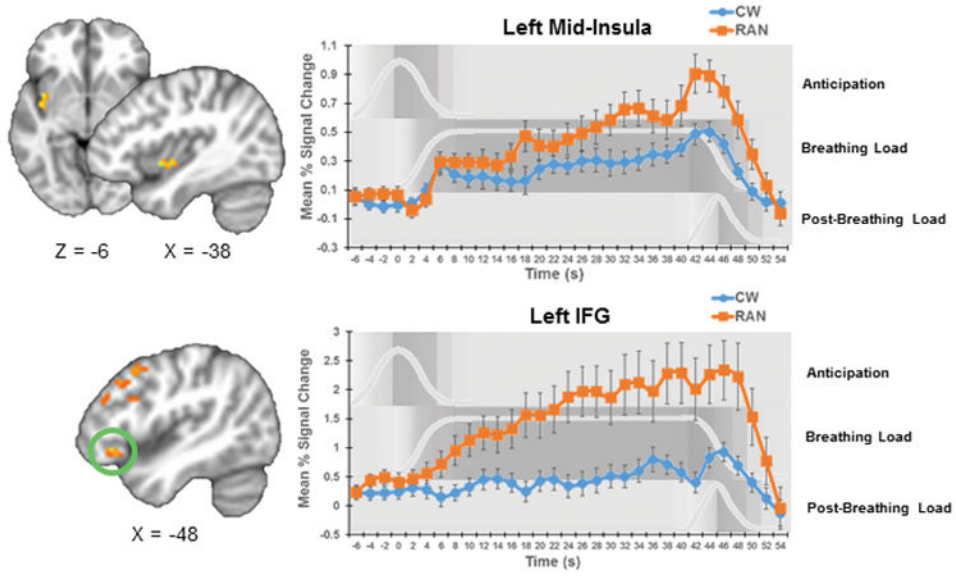 Left Mid-Insula
CW
RAN
Mean % Signal Change
1.1
0.9
0.7
0.5
0.3
0.1
-0.1
-0.3
-6 -4 -2 0 2 4 6 8 10 12 14 16 18 20 22 24 26 28 30 32 34 36 38 40 42 44 46 48 50 52 54
Time (s)
Anticipation
Breathing Load
Post-Breathing Load
Z = -6 X = -38
Left IFG
CW
RAN
Mean % Signal Change
3
2.5
2
1.5
1
0.5
0
-0.5
-6 -4 -2 0 2 4 6 8 10 12 14 16 18 20 22 24 26 28 30 32 34 36 38 40 42 44 46 48 50 52 54
Time (s)
Anticipation
Breathing Load
Post-Breathing Load
X = -48